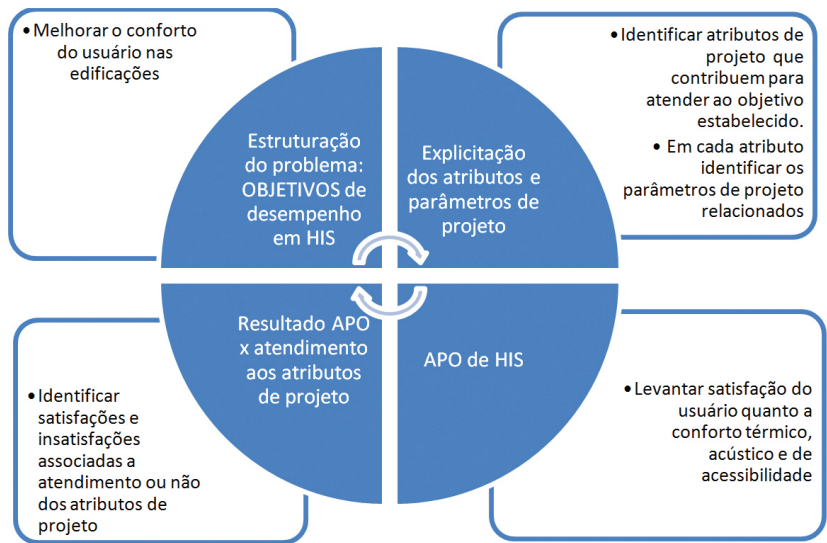 •Melhorar o conforto
do usuário nas
edificações
Estruturação
do problema:
OBJETIVOS de
desempenho
em HIS
Explicitação
dos atributos e
parâmetros de
projeto
•Identificar atributos de
projeto que
contribuem para
atender ao objetivo
estabelecido.
• Em cada atributo
identificar os
parâmetros de projeto
relacionados
•Identificar
satisfações e
insatisfações
associadas a
atendimento ou não
dos atributos de
projeto
Resultado APO
x atendimento
aos atributos
de projeto
APO de HIS
•Levantar satisfação do
usuário quanto a
conforto térmico,
acústico e de
acessibilidade